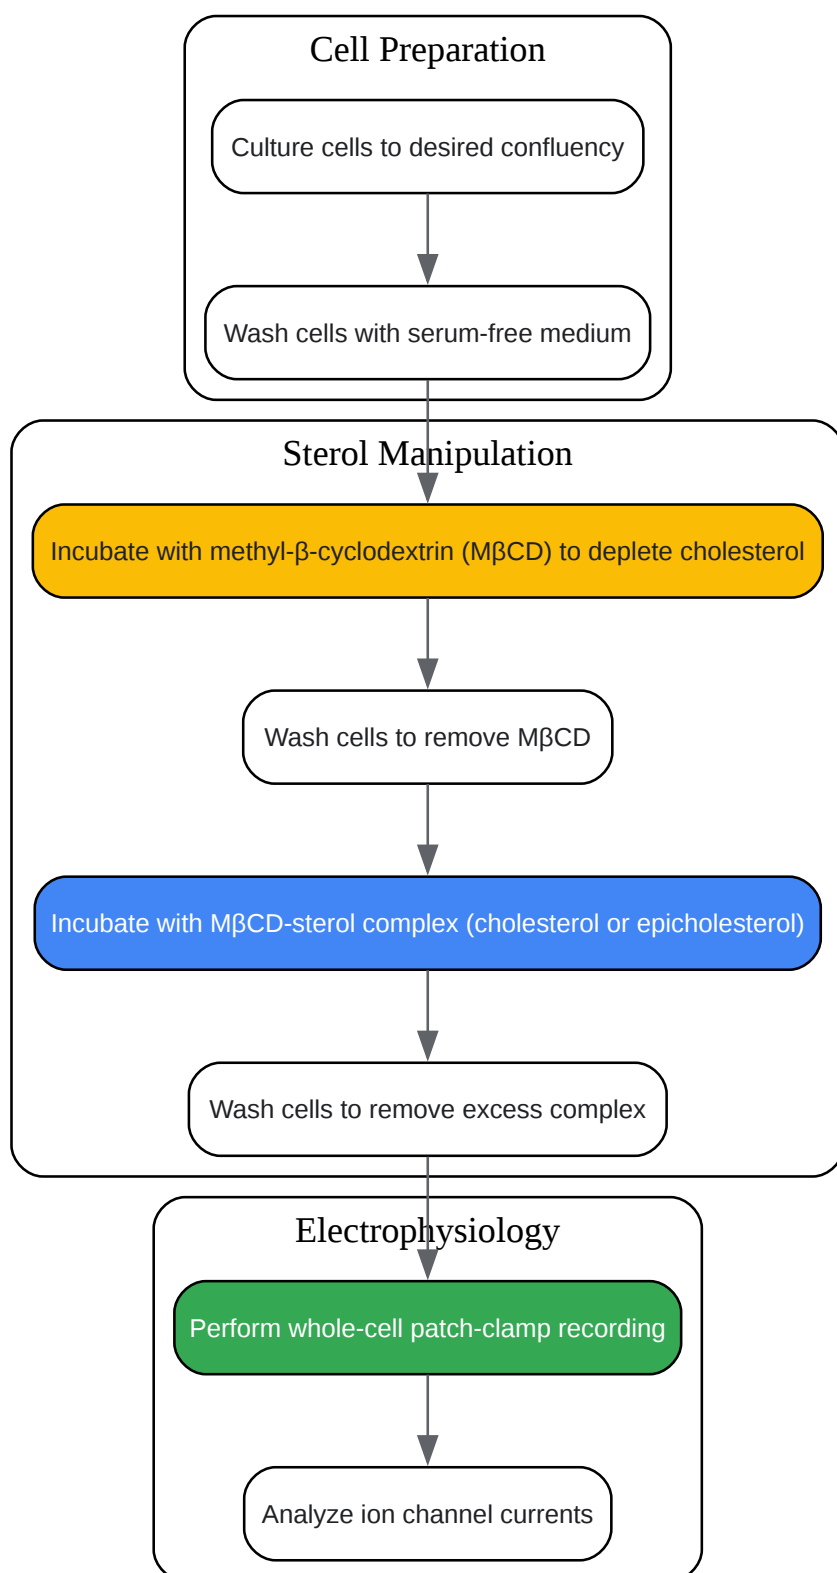 Cell Preparation
Culture cells to desired confluency
Wash cells with serum-free medium
Sterol Manipulation
Incubate with methyl-β-cyclodextrin (MβCD) to deplete cholesterol
Wash cells to remove MβCD
Incubate with MβCD-sterol complex (cholesterol or epicholesterol)
Wash cells to remove excess complex
Electrophysiology
Perform whole-cell patch-clamp recording
Analyze ion channel currents